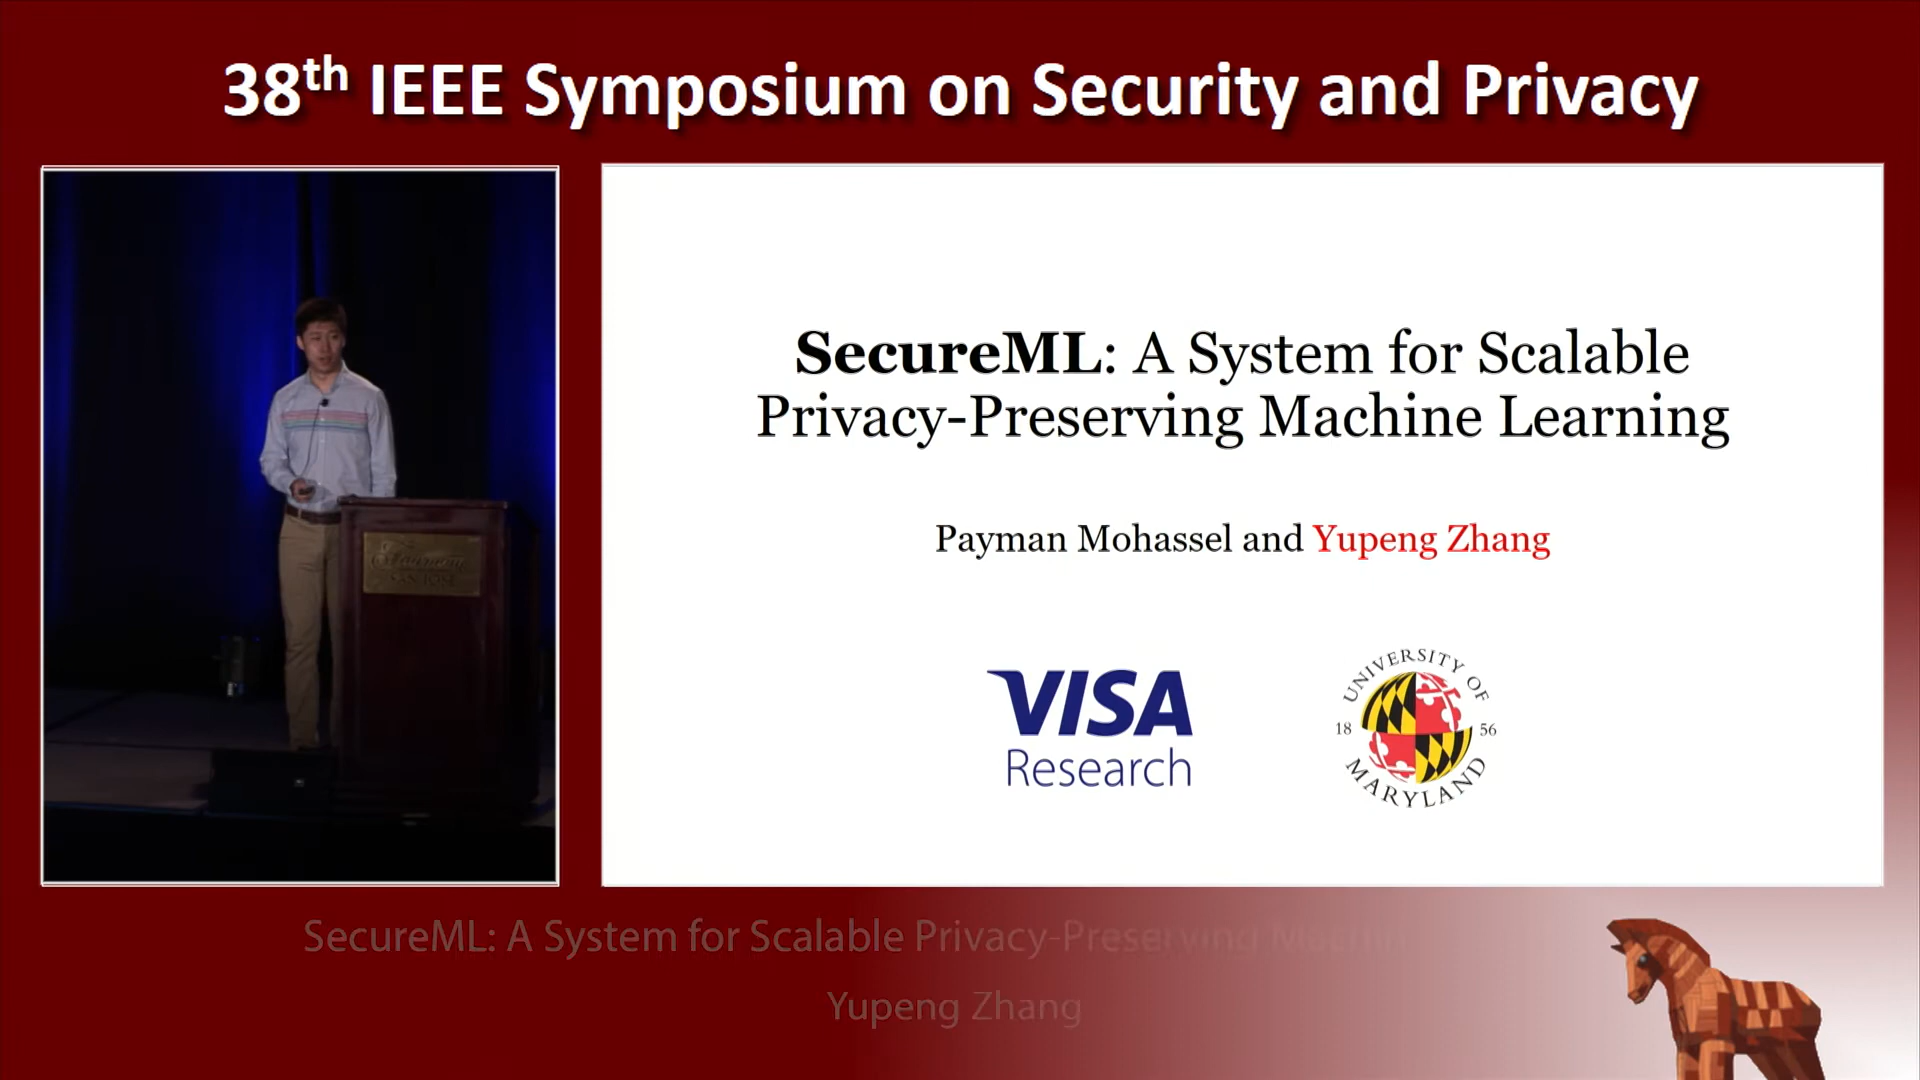 38th IEEE Symposium on Security and Privacy
SecureML: A System for Scalable
Privacy-Preserving Machine Learning
Payman Mohassel and Yupeng Zhang
VISA
Research
UNIVERSITY OF
18 56
MARYLAND
SecureML: A System for Scalable Privacy-Preserving
Yupeng Zhang